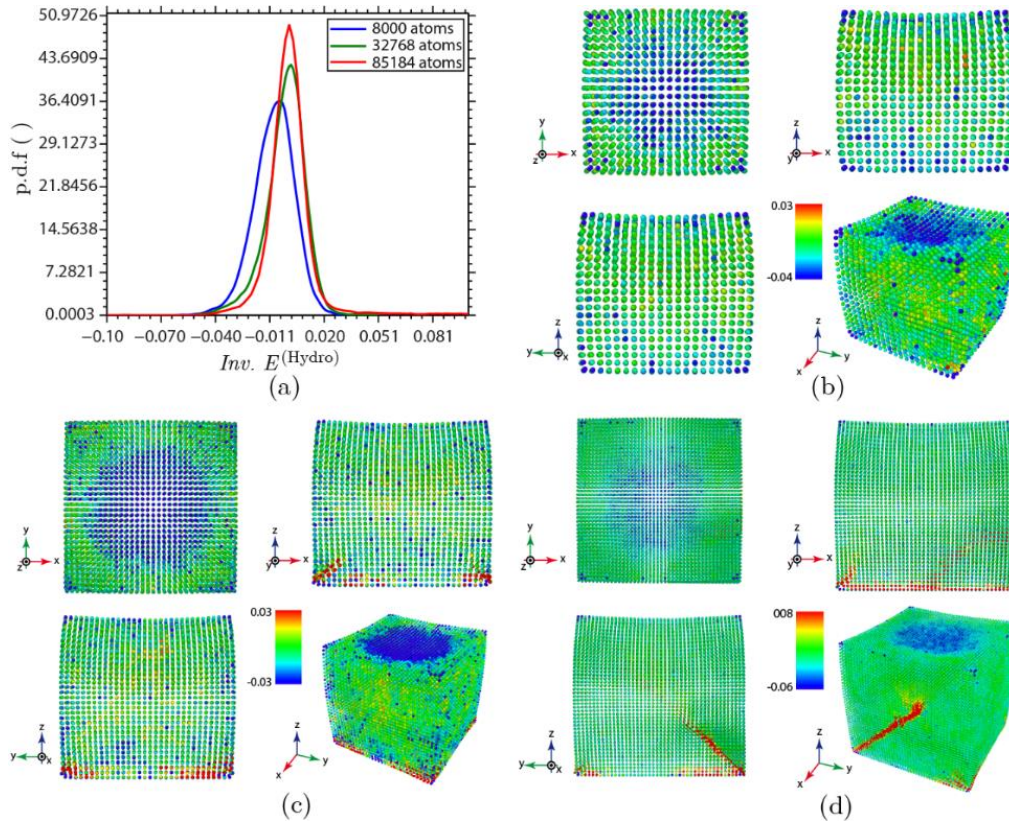 50.9726
43.6909
36.4091
29.1273
21.8456
14.5638
7.2821
0.0003
p.d.f ( )
8000 atoms
32768 atoms
85184 atoms
−0.10 −0.070 −0.040 −0.011 0.020 0.051 0.081
Inv. E(Hydro)
(a)
y
z x
z
y x
z
y x
0.03
-0.04
z
x y
(b)
y
z x
z
y x
z
y x
0.03
-0.03
z
x y
(c)
y
z x
z
y x
z
y x
008
-0.06
z
x y
(d)